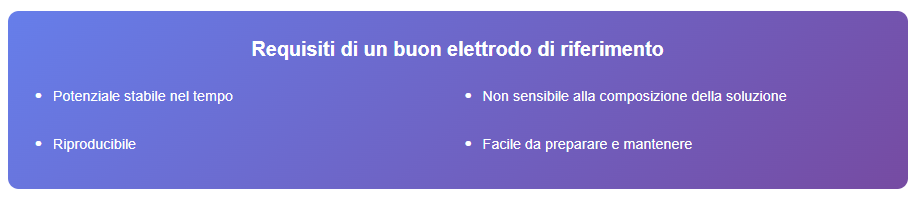 Requisiti di un buon elettrodo di riferimento
• Potenziale stabile nel tempo
• Non sensibile alla composizione della soluzione
• Riproducibile
• Facile da preparare e mantenere